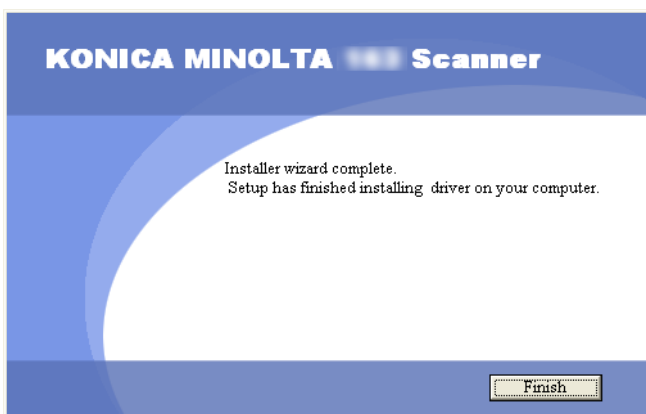 KONICA MINOLTA Scanner
Installer wizard complete.
Setup has finished installing driver on your computer.
Finish